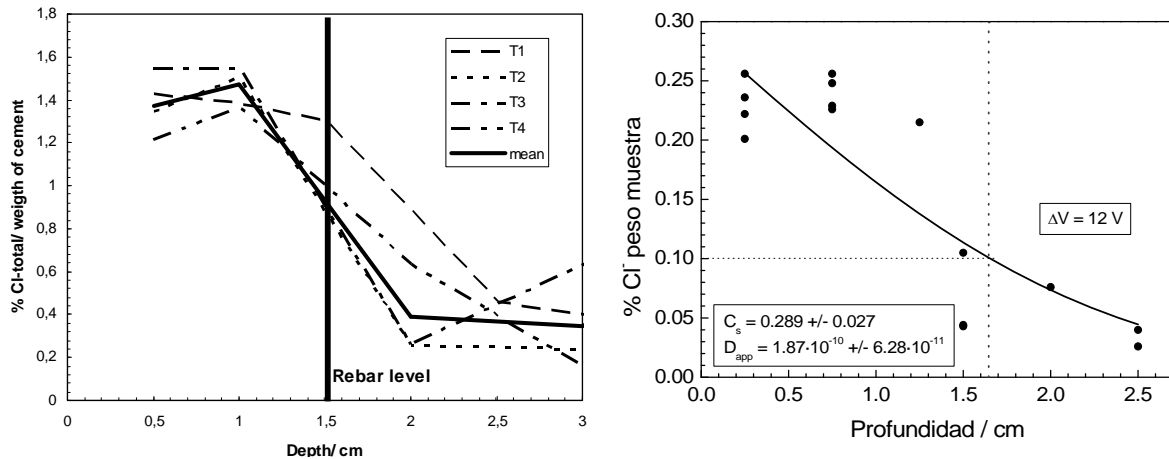 % Cl-total/ weigth of cement
1,8
1,6
1,4
1,2
1
0,8
0,6
0,4
0,2
0
0
0,5
1
1,5
2
2,5
3
Depth/ cm
T1
T2
T3
T4
mean
Rebar level
% Cl⁻ peso muestra
0.30
0.25
0.20
0.15
0.10
0.05
0.00
0.0
0.5
1.0
1.5
2.0
2.5
Profundidad / cm
ΔV = 12 V
Cₛ = 0.289 +/- 0.027
D_app = 1.87·10⁻¹⁰ +/- 6.28·10⁻¹¹